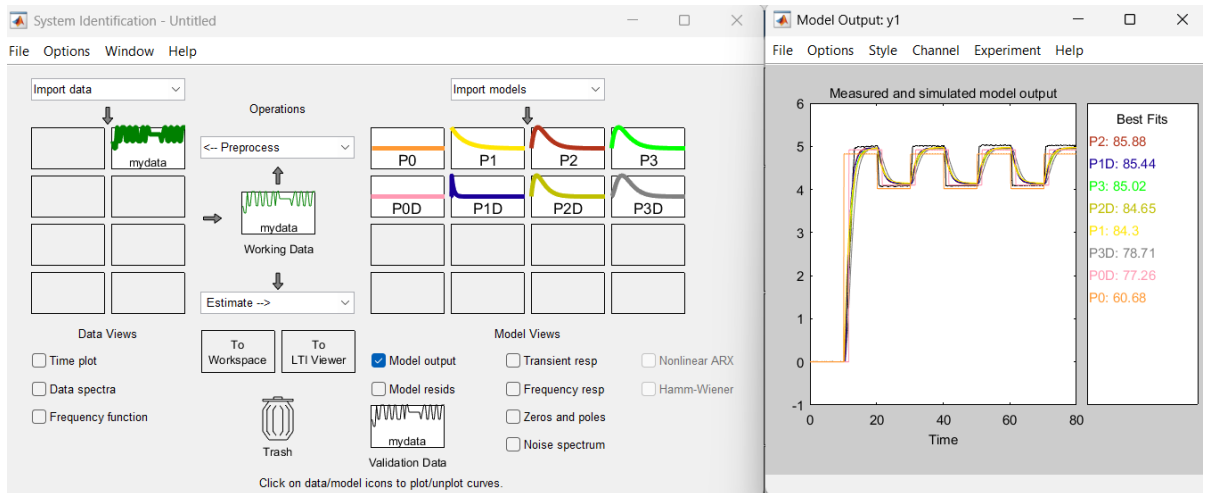 System Identification - Untitled
File Options Window Help
Import data
mydata
Operations
<-- Preprocess
mydata
Working Data
Estimate -->
Data Views
Time plot
Data spectra
Frequency function
To
Workspace
To
LTI Viewer
Trash
Import models
P0 P1 P2 P3
P0D P1D P2D P3D
Model Views
Model output Transient resp Nonlinear ARX
Model resids Frequency resp Hamm-Wiener
Zeros and poles
Noise spectrum
mydata
Validation Data
Click on data/model icons to plot/unplot curves.
Model Output: y1
File Options Style Channel Experiment Help
Measured and simulated model output
6
5
4
3
2
1
0
-1
0 20 40 60 80
Time
Best Fits
P2: 85.88
P1D: 85.44
P3: 85.02
P2D: 84.65
P1: 84.3
P3D: 78.71
P0D: 77.26
P0: 60.68